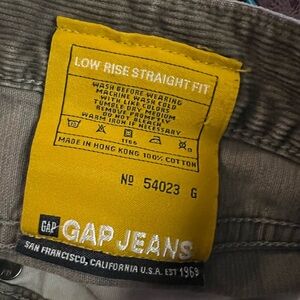 LOW RISE STRAIGHT FIT
WASH BEFORE WEARING
MACHINE WASH COLD
WITH LIKE COLORS
TUMBLE DRY MEDIUM
REMOVE PROMPTLY
DO NOT BLEACH
WARM IRON IF NECESSARY
1166
MADE IN HONG KONG 100% COTTON
Nº 54023 G
GAP GAP JEANS
SAN FRANCISCO, CALIFORNIA U.S.A. EST 1969